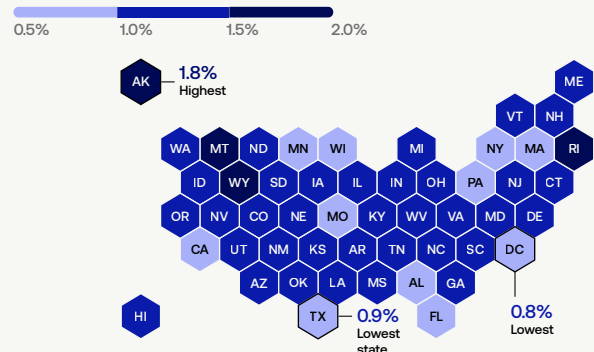 0.5% 1.0% 1.5% 2.0%
AK 1.8%
Highest
ME
VT NH
WA MT ND MN WI MI NY MA RI
ID WY SD IA IL IN OH PA NJ CT
OR NV CO NE MO KY WV VA MD DE
CA UT NM KS AR TN NC SC DC
AZ OK LA MS AL GA
HI TX 0.9% FL 0.8%
Lowest
Lowest
state